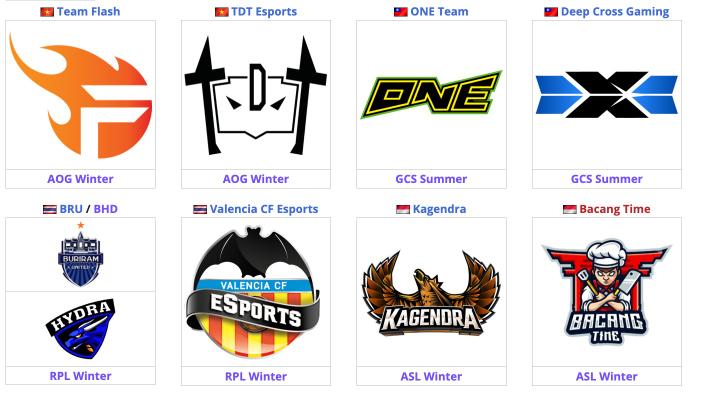 Team Flash
TDT Esports
ONE Team
Deep Cross Gaming
F
D
ONE
X
AOG Winter
AOG Winter
GCS Summer
GCS Summer
BRU / BHD
Valencia CF Esports
Kagendra
Bacang Time
BURIRAM
UNITED
HYDRA
VALENCIA CF
ESPORTS
KAGENDRA
BACANG
TIME
RPL Winter
RPL Winter
ASL Winter
ASL Winter